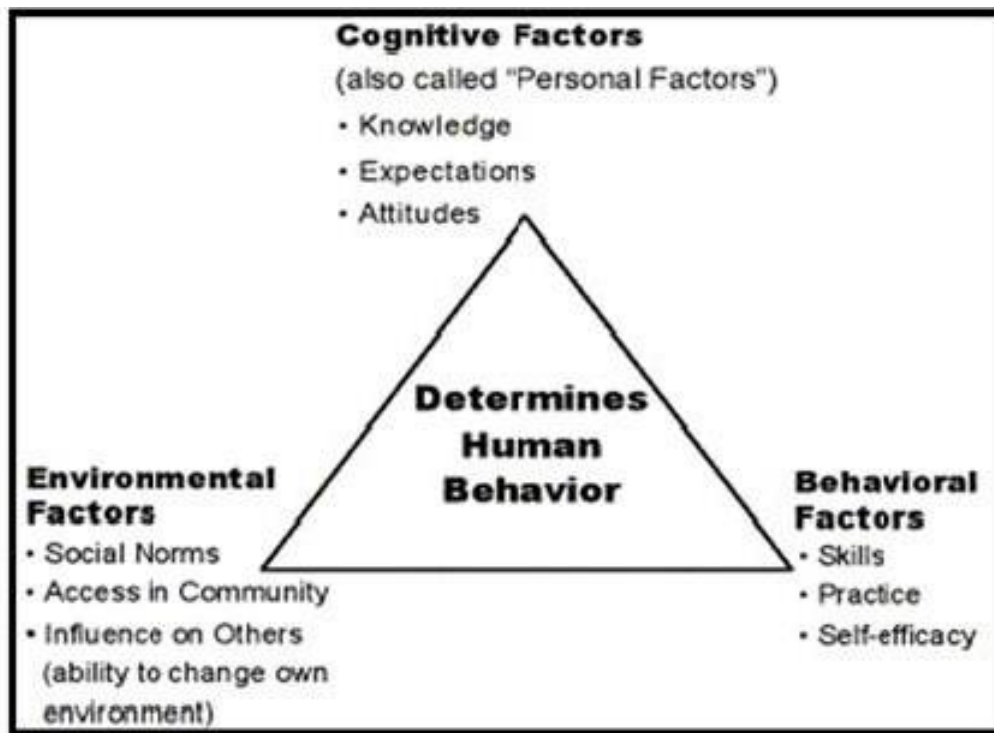 Cognitive Factors
(also called "Personal Factors")
• Knowledge
• Expectations
• Attitudes
Determines
Human
Behavior
Environmental
Factors
• Social Norms
• Access in Community
• Influence on Others
(ability to change own
environment)
Behavioral
Factors
• Skills
• Practice
• Self-efficacy